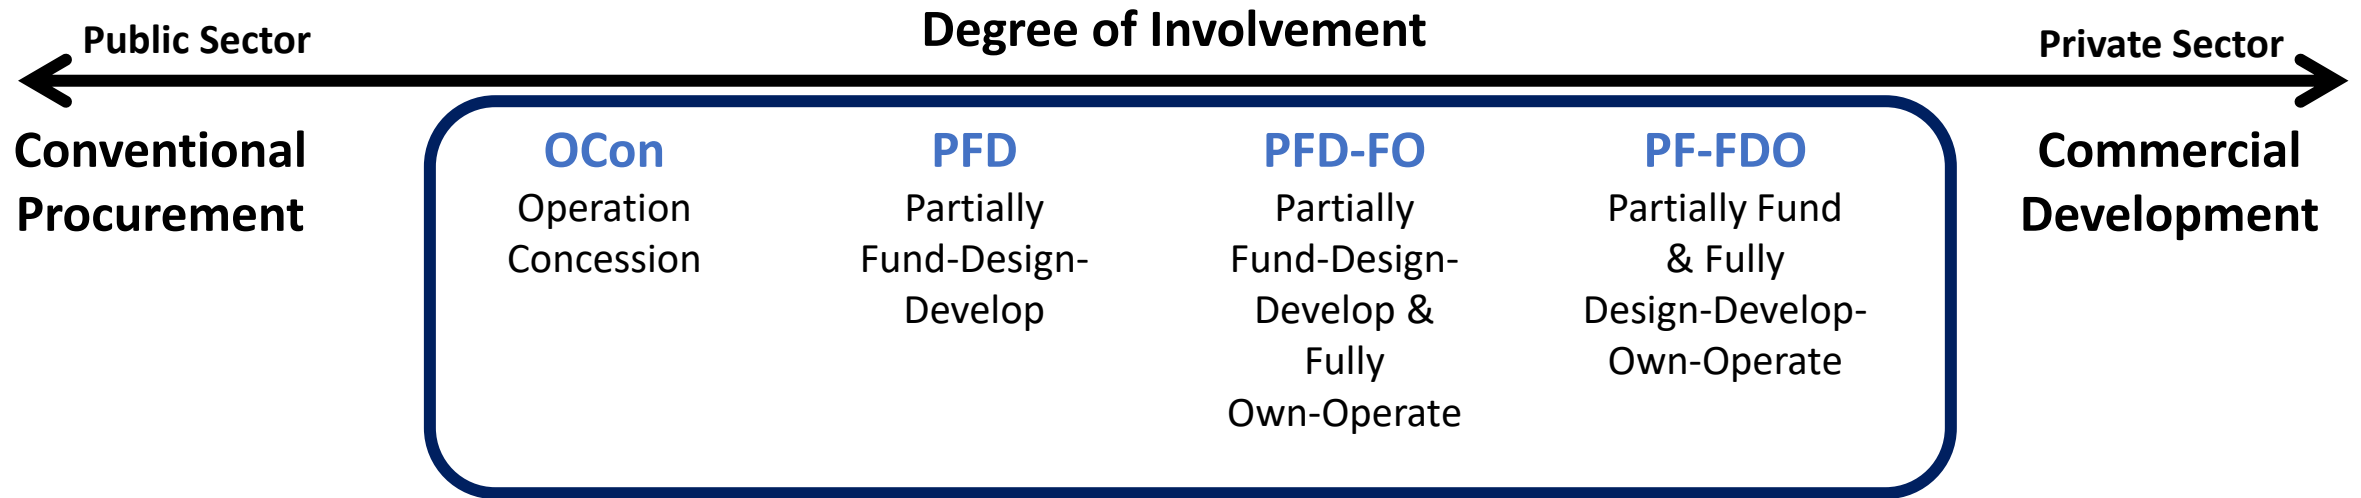 Degree of Involvement
Public Sector
Private Sector
Conventional
Procurement
OCon
Operation
Concession
PFD
Partially
Fund-Design-
Develop
PFD-FO
Partially
Fund-Design-
Develop &
Fully
Own-Operate
PF-FDO
Partially Fund
& Fully
Design-Develop-
Own-Operate
Commercial
Development